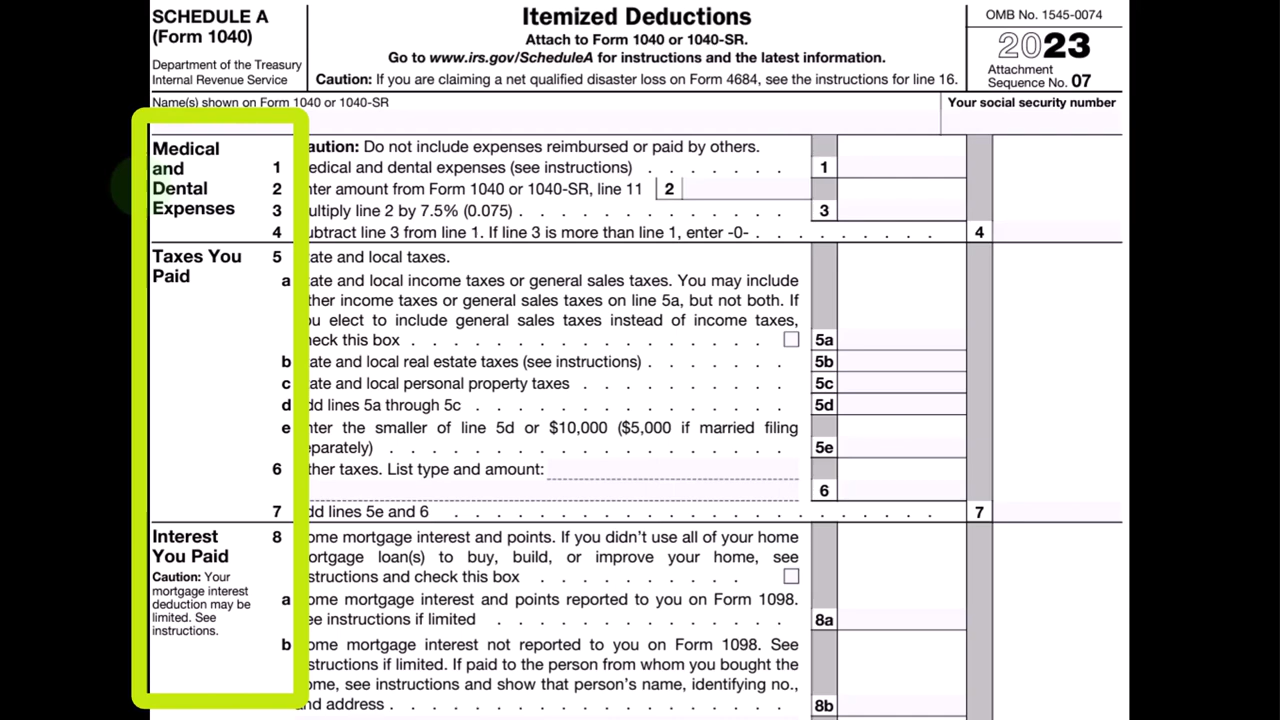 SCHEDULE A
(Form 1040)
Department of the Treasury
Internal Revenue Service
Itemized Deductions
Attach to Form 1040 or 1040-SR.
Go to www.irs.gov/ScheduleA for instructions and the latest information.
Caution: If you are claiming a net qualified disaster loss on Form 4684, see the instructions for line 16.
OMB No. 1545-0074
2023
Attachment
Sequence No. 07
Name(s) shown on Form 1040 or 1040-SR
Your social security number
Medical
and
Dental
Expenses
aution: Do not include expenses reimbursed or paid by others.
1 edical and dental expenses (see instructions) . . . . . . . 1
2 nter amount from Form 1040 or 1040-SR, line 11 2
3 ultiply line 2 by 7.5% (0.075) . . . . . . . . . . . . . 3
4 ubtract line 3 from line 1. If line 3 is more than line 1, enter -0- . . . . . . . . . 4
Taxes You
Paid
5 tate and local taxes.
a tate and local income taxes or general sales taxes. You may include
ther income taxes or general sales taxes on line 5a, but not both. If
u elect to include general sales taxes instead of income taxes,
heck this box . . . . . . . . . . . . . . . . . . 5a
b tate and local real estate taxes (see instructions) . . . . . . . 5b
c tate and local personal property taxes . . . . . . . . . . 5c
d dd lines 5a through 5c . . . . . . . . . . . . . . . 5d
e nter the smaller of line 5d or $10,000 ($5,000 if married filing
eparately) . . . . . . . . . . . . . . . . . . . 5e
6 ther taxes. List type and amount:
6
7 dd lines 5e and 6 . . . . . . . . . . . . . . . . . . . . . . 7
Interest
You Paid
Caution: Your
mortgage interest
deduction may be
limited. See
instructions.
8 ome mortgage interest and points. If you didn't use all of your home
ortgage loan(s) to buy, build, or improve your home, see
structions and check this box . . . . . . . . .
a ome mortgage interest and points reported to you on Form 1098.
ee instructions if limited . . . . . . . . . . . . . . 8a
b ome mortgage interest not reported to you on Form 1098. See
structions if limited. If paid to the person from whom you bought the
ome, see instructions and show that person's name, identifying no.,
nd address . . . . . . . . . . . . . . . . . . . 8b